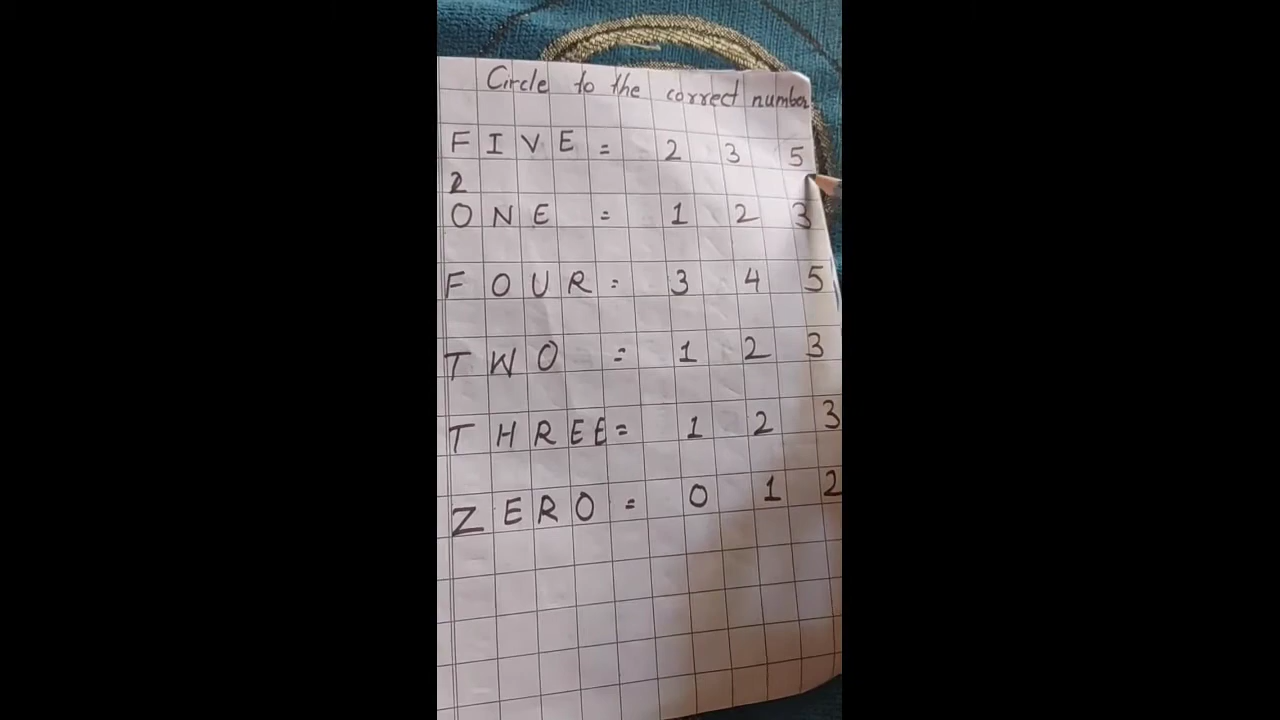 Circle to the correct number
FIVE = 2 3 5
2
ONE = 1 2 3
FOUR = 3 4 5
TWO = 1 2 3
THREE = 1 2 3
ZERO = 0 1 2